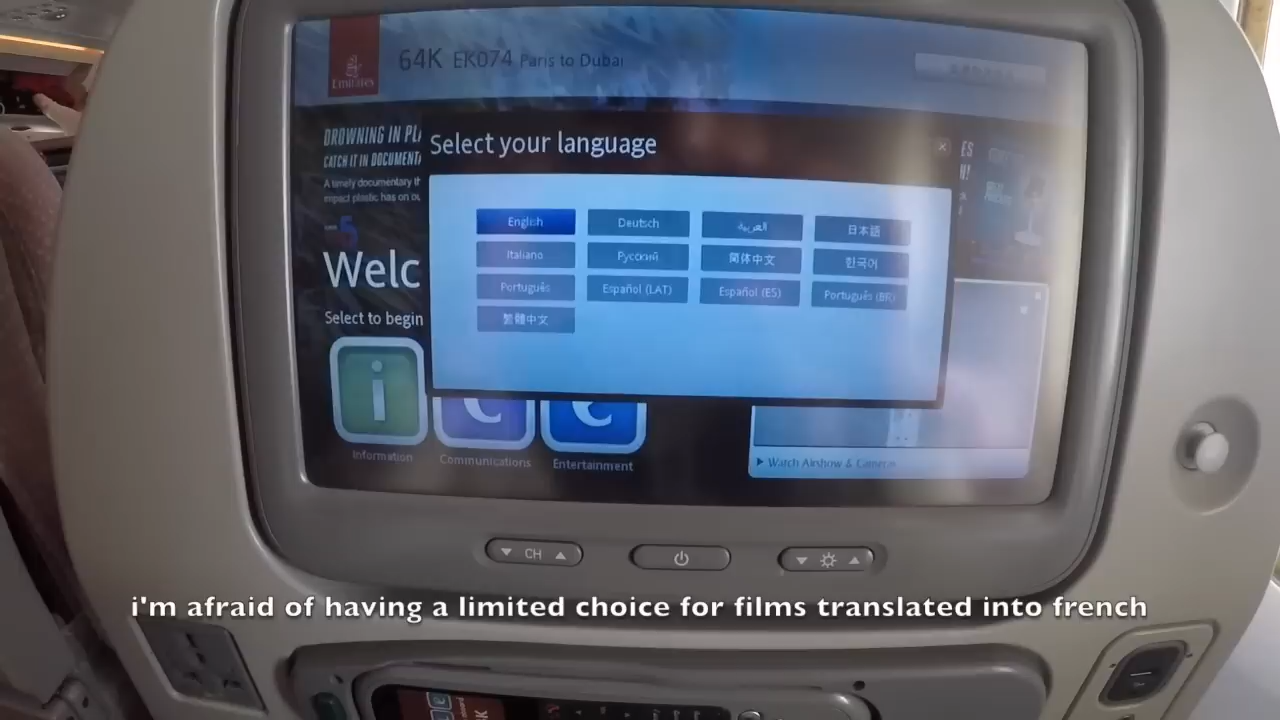 Emirates
64K EK074 Paris to Dubai
DROWNING IN PL
CATCH IT IN DOCUMENT
A timely documentary th
impact plastic has on ou
Select your language
English
Deutsch
العربية
日本語
Italiano
Русский
简体中文
한국어
Português
Español (LAT)
Español (ES)
Português (BR)
繁體中文
Welc
Select to begin
i
Information
Communications
Entertainment
Watch Airshow & Cameras
CH
i'm afraid of having a limited choice for films translated into french